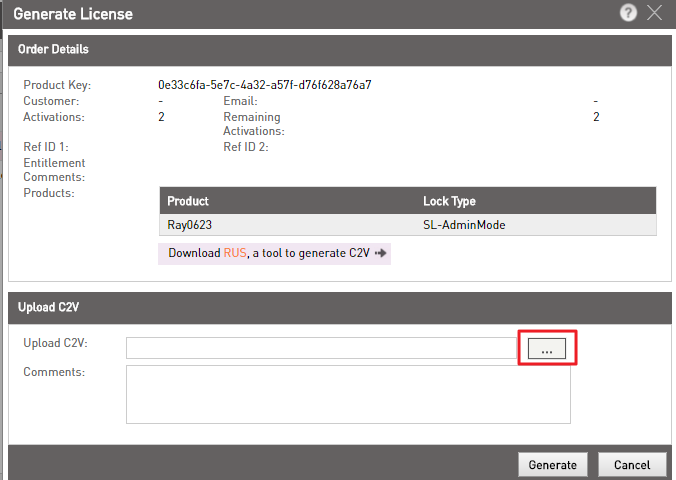 Generate License
?
Order Details
Product Key: 0e33c6fa-5e7c-4a32-a57f-d76f628a76a7
Customer: - Email: -
Activations: 2 Remaining Activations: 2
Ref ID 1: Ref ID 2:
Entitlement
Comments:
Products:
Product Lock Type
Ray0623 SL-AdminMode
Download RUS, a tool to generate C2V
Upload C2V
Upload C2V: ...
Comments:
Generate Cancel